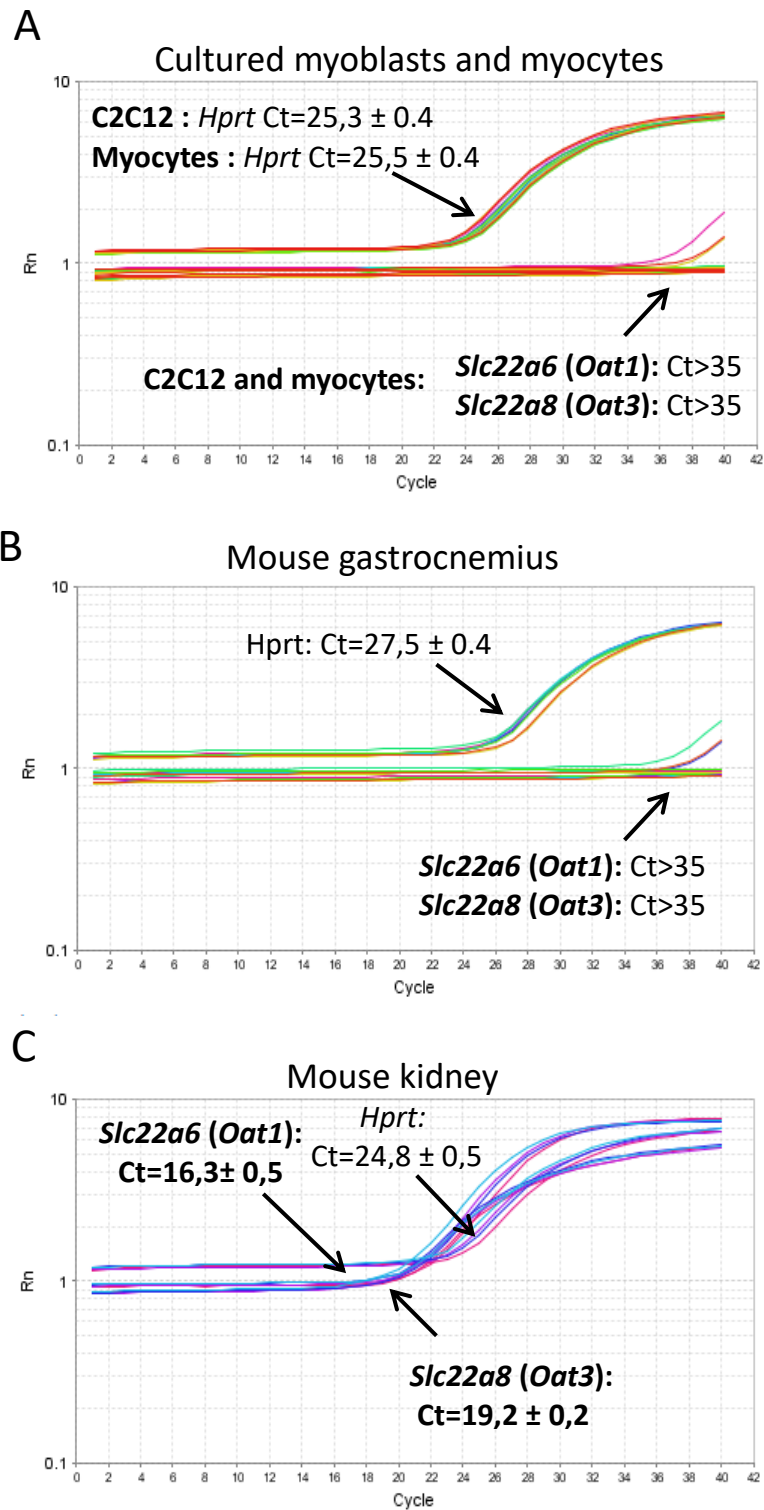 A
Cultured myoblasts and myocytes
10
C2C12 : Hprt Ct=25,3 ± 0.4
Myocytes : Hprt Ct=25,5 ± 0.4
Rn
1
C2C12 and myocytes:
Slc22a6 (Oat1): Ct>35
Slc22a8 (Oat3): Ct>35
0.1
0 2 4 6 8 10 12 14 16 18 20 22 24 26 28 30 32 34 36 38 40 42
Cycle
B
Mouse gastrocnemius
10
Hprt: Ct=27,5 ± 0.4
Rn
1
Slc22a6 (Oat1): Ct>35
Slc22a8 (Oat3): Ct>35
0.1
0 2 4 6 8 10 12 14 16 18 20 22 24 26 28 30 32 34 36 38 40 42
Cycle
C
Mouse kidney
10
Slc22a6 (Oat1):
Ct=16,3± 0,5
Hprt:
Ct=24,8 ± 0,5
Rn
1
Slc22a8 (Oat3):
Ct=19,2 ± 0,2
0.1
0 2 4 6 8 10 12 14 16 18 20 22 24 26 28 30 32 34 36 38 40 42
Cycle